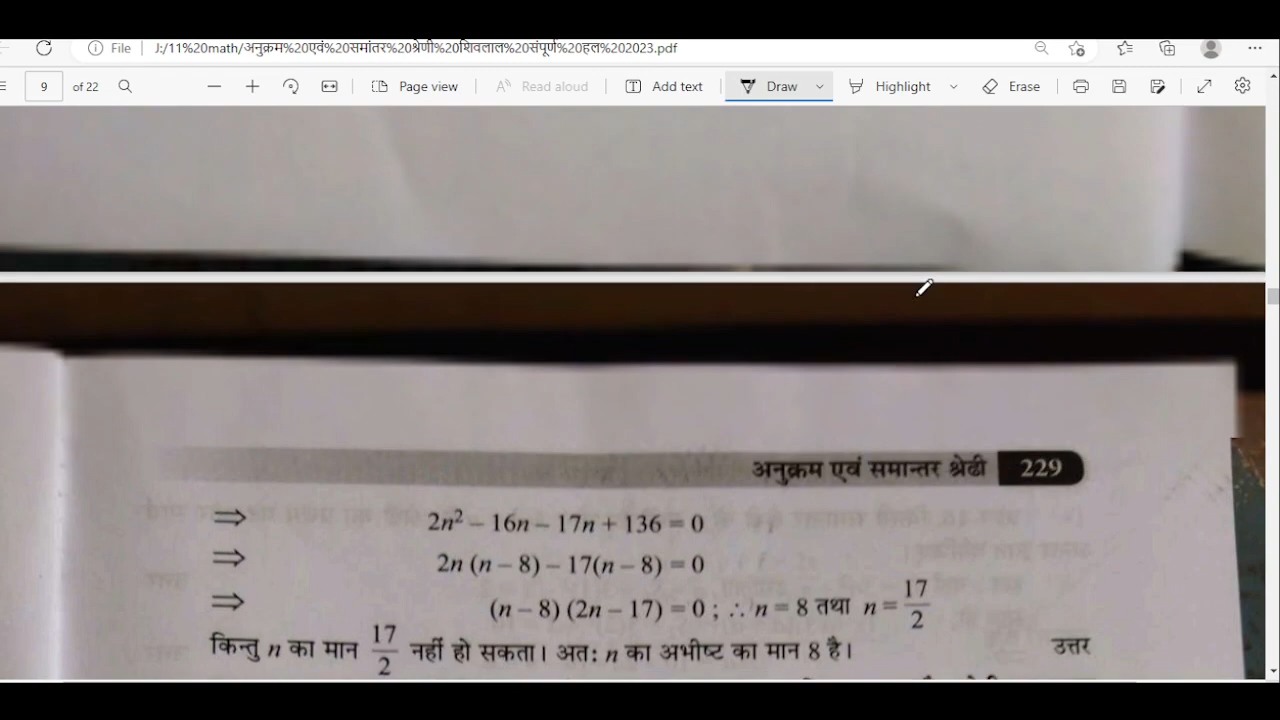 File J:/11%20math/अनुक्रम%20एवं%20समांतर%20श्रेणी%20शिवलाल%20संपूर्ण%20हल%202023.pdf
9 of 22 Page view Read aloud Add text Draw Highlight Erase
अनुक्रम एवं समान्तर श्रेढी 229
⇒ 2n² – 16n – 17n + 136 = 0
⇒ 2n (n – 8) – 17(n – 8) = 0
⇒ (n – 8) (2n – 17) = 0 ; ∴ n = 8 तथा n = 17/2
किन्तु n का मान 17/2 नहीं हो सकता। अतः n का अभीष्ट का मान 8 है। उत्तर